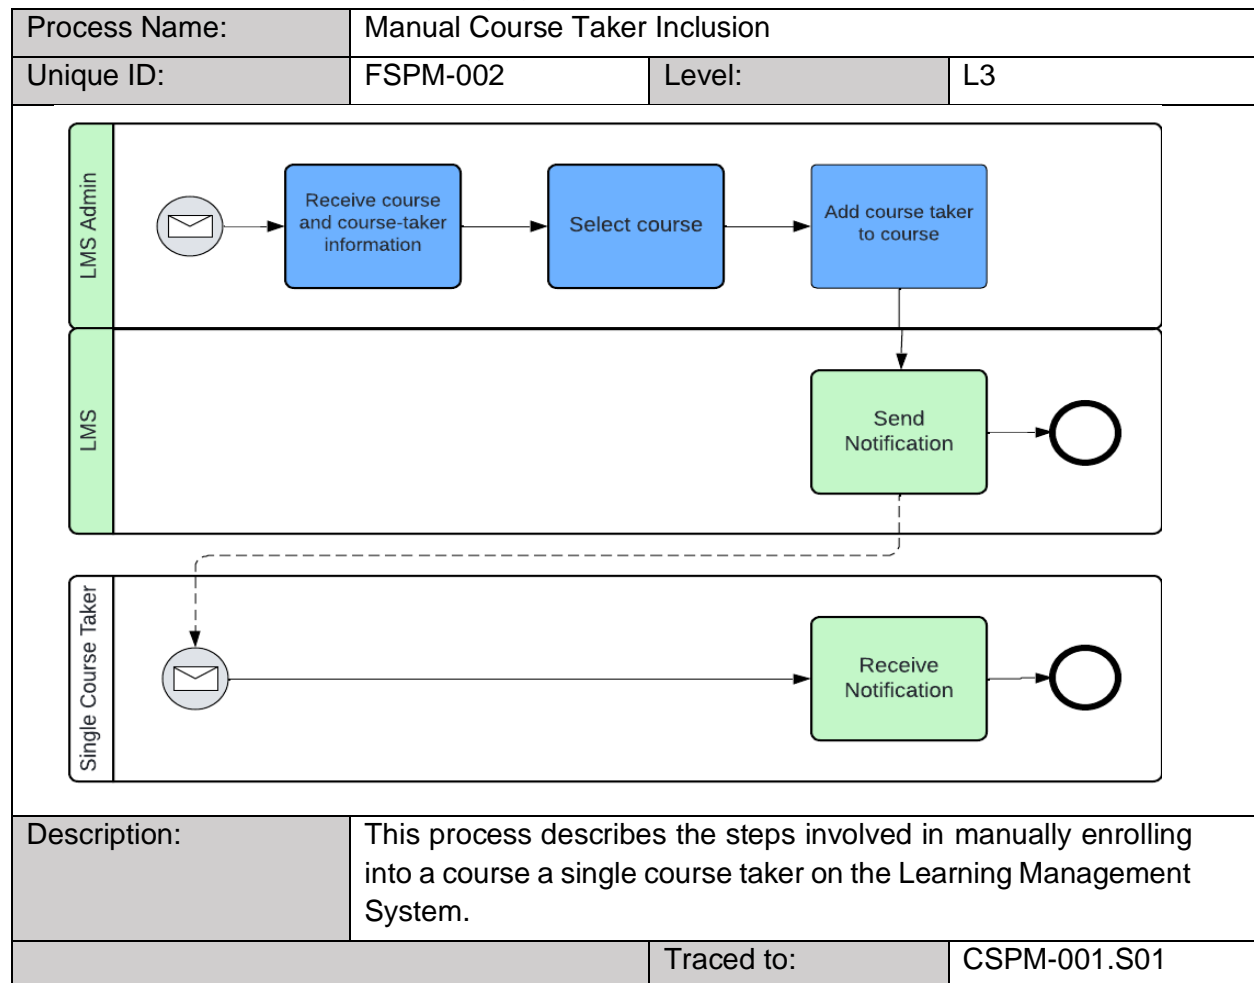 Process Name:
Manual Course Taker Inclusion
Unique ID:
FSPM-002
Level:
L3
LMS Admin
Receive course
and course-taker
information
Select course
Add course taker
to course
LMS
Send
Notification
Single Course Taker
Receive
Notification
Description:
This process describes the steps involved in manually enrolling
into a course a single course taker on the Learning Management
System.
Traced to:
CSPM-001.S01